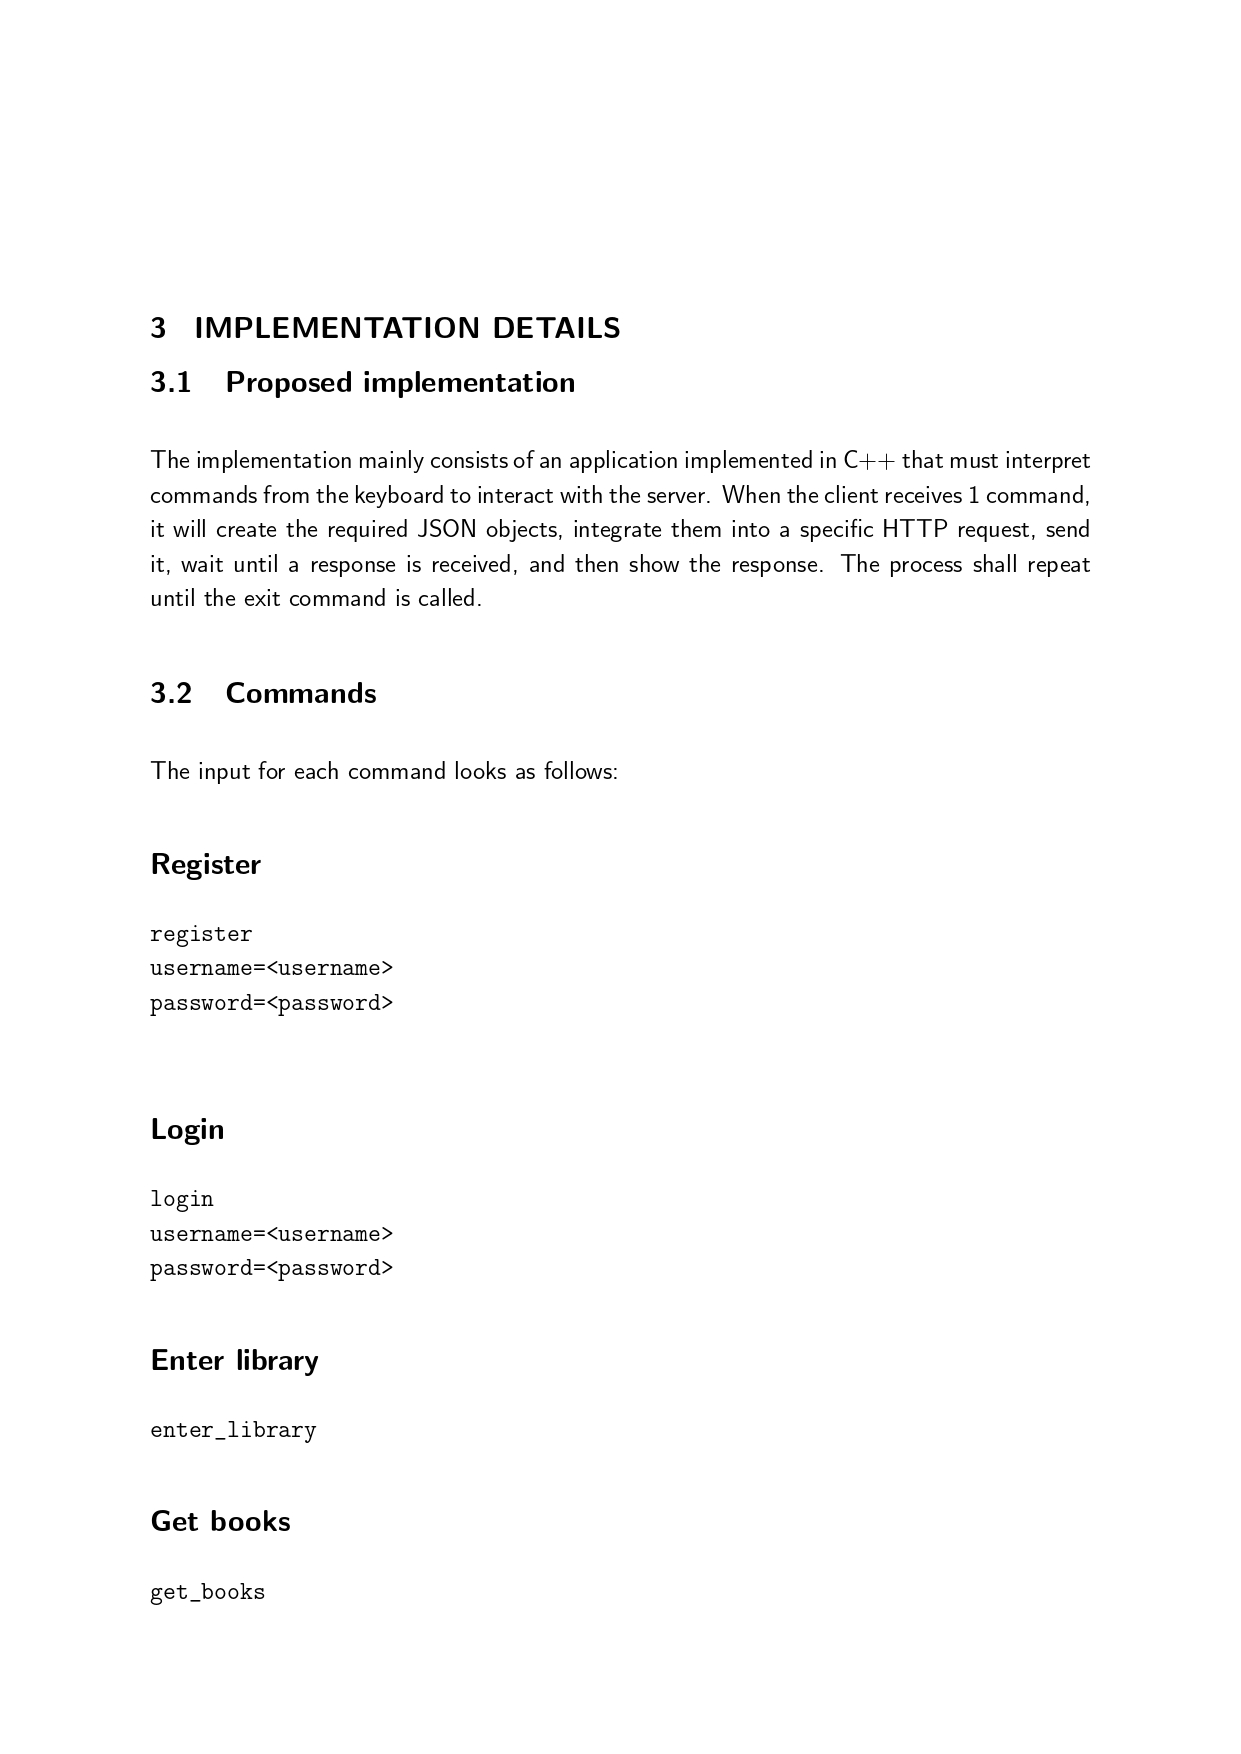 3 IMPLEMENTATION DETAILS
3.1 Proposed implementation
The implementation mainly consists of an application implemented in C++ that must interpret
commands from the keyboard to interact with the server. When the client receives 1 command,
it will create the required JSON objects, integrate them into a specific HTTP request, send
it, wait until a response is received, and then show the response. The process shall repeat
until the exit command is called.
3.2 Commands
The input for each command looks as follows:
Register
register
username=<username>
password=<password>
Login
login
username=<username>
password=<password>
Enter library
enter_library
Get books
get_books